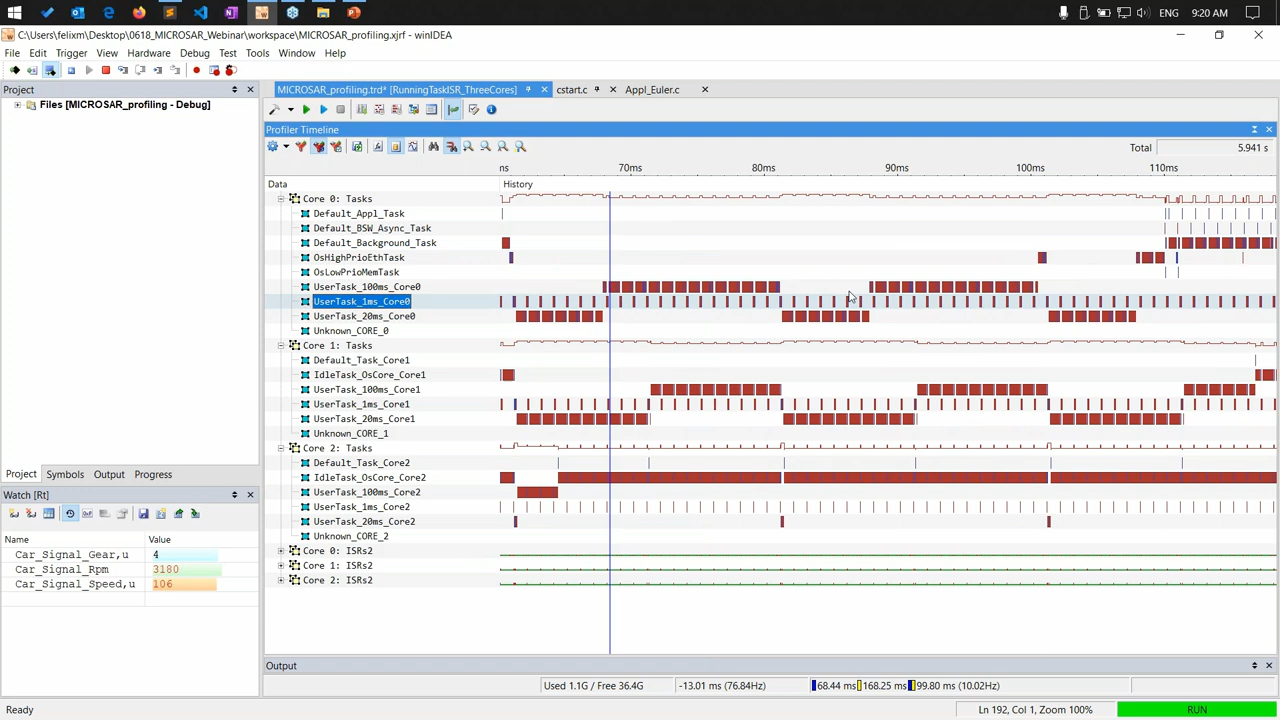 ENG 9:20 AM
C:\Users\felixm\Desktop\0618_MICROSAR_Webinar\workspace\MICROSAR_profiling.xjrf - winIDEA
File Edit Trigger View Hardware Debug Test Tools Window Help
Project
Files [MICROSAR_profiling - Debug]
MICROSAR_profiling.trd* [RunningTaskISR_ThreeCores] cstart.c Appl_Euler.c
Profiler Timeline
Total 5.941 s
ns 70ms 80ms 90ms 100ms 110ms
Data History
Core 0: Tasks
Default_Appl_Task
Default_BSW_Async_Task
Default_Background_Task
OsHighPrioEthTask
OsLowPrioMemTask
UserTask_100ms_Core0
UserTask_1ms_Core0
UserTask_20ms_Core0
Unknown_CORE_0
Core 1: Tasks
Default_Task_Core1
IdleTask_OsCore_Core1
UserTask_100ms_Core1
UserTask_1ms_Core1
UserTask_20ms_Core1
Unknown_CORE_1
Core 2: Tasks
Default_Task_Core2
IdleTask_OsCore_Core2
UserTask_100ms_Core2
UserTask_1ms_Core2
UserTask_20ms_Core2
Unknown_CORE_2
Core 0: ISRs2
Core 1: ISRs2
Core 2: ISRs2
Project Symbols Output Progress
Watch [Rt]
Name Value
Car_Signal_Gear,u 4
Car_Signal_Rpm 3180
Car_Signal_Speed,u 106
Output
Used 1.1G / Free 36.4G -13.01 ms (76.84Hz) 68.44 ms 168.25 ms 99.80 ms (10.02Hz)
Ready Ln 192, Col 1, Zoom 100% RUN